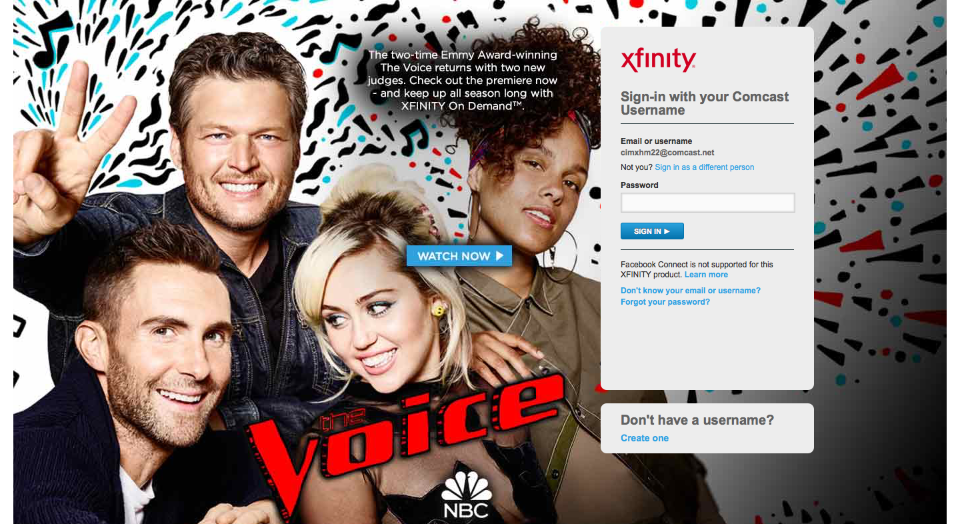 The two-time Emmy Award-winning
The Voice returns with two new
judges. Check out the premiere now
- and keep up all season long with
XFINITY On Demand™.
WATCH NOW
the
Voice
NBC
xfinity
Sign-in with your Comcast
Username
Email or username
cimxhm22@comcast.net
Not you? Sign in as a different person
Password
SIGN IN
Facebook Connect is not supported for this
XFINITY product. Learn more
Don't know your email or username?
Forgot your password?
Don't have a username?
Create one